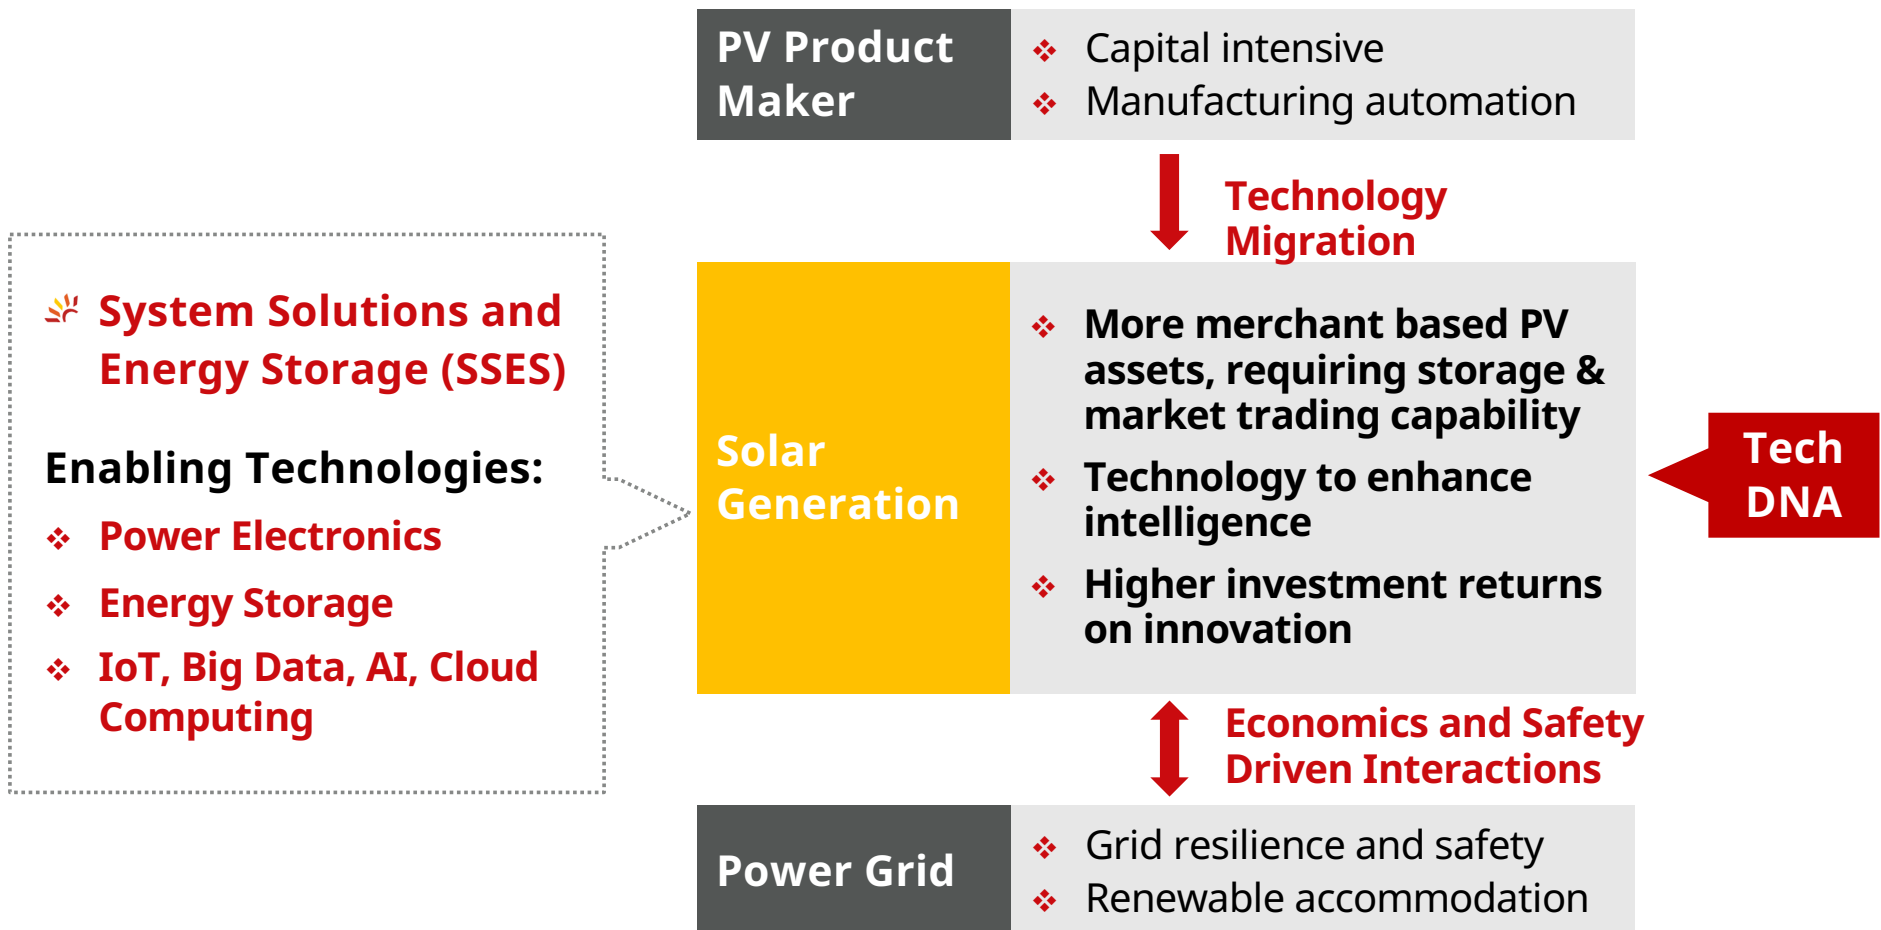 PV Product
Maker
Capital intensive
Manufacturing automation
Technology
Migration
System Solutions and
Energy Storage (SSES)
Enabling Technologies:
Power Electronics
Energy Storage
IoT, Big Data, AI, Cloud
Computing
Solar
Generation
More merchant based PV
assets, requiring storage &
market trading capability
Technology to enhance
intelligence
Higher investment returns
on innovation
Tech
DNA
Economics and Safety
Driven Interactions
Power Grid
Grid resilience and safety
Renewable accommodation